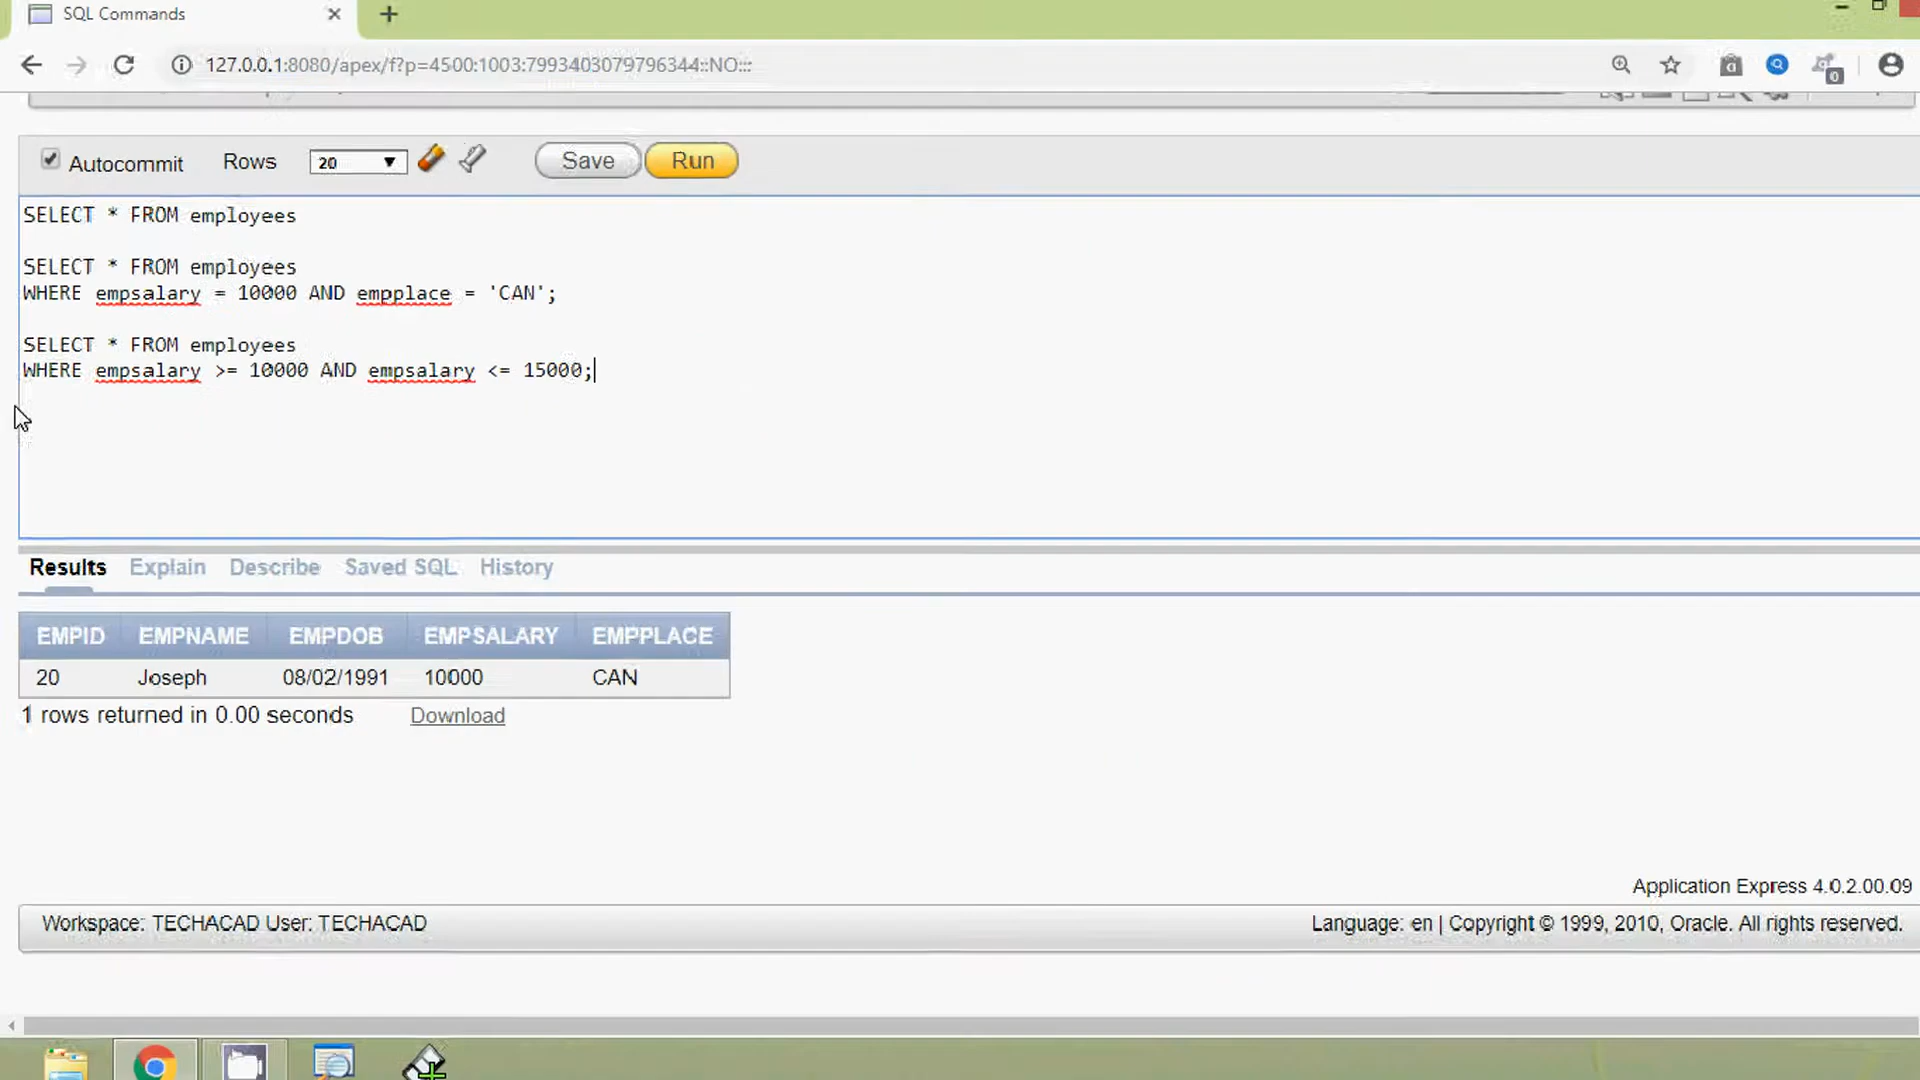 SQL Commands
127.0.0.1:8080/apex/f?p=4500:1003:7993403079796344::NO:::
0
Autocommit Rows 20 Save Run
SELECT * FROM employees
SELECT * FROM employees
WHERE empsalary = 10000 AND empplace = 'CAN';
SELECT * FROM employees
WHERE empsalary >= 10000 AND empsalary <= 15000;
Results Explain Describe Saved SQL History
EMPID EMPNAME EMPDOB EMPSALARY EMPPLACE
20 Joseph 08/02/1991 10000 CAN
1 rows returned in 0.00 seconds Download
Application Express 4.0.2.00.09
Workspace: TECHACAD User: TECHACAD
Language: en | Copyright © 1999, 2010, Oracle. All rights reserved.